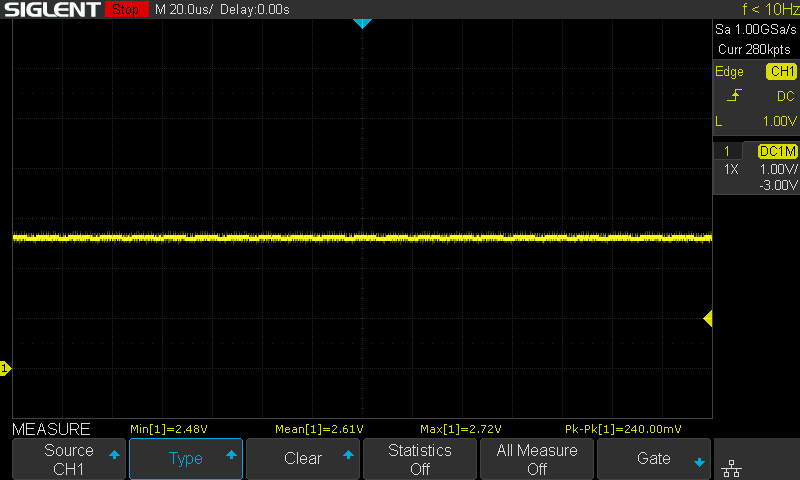 SIGLENT Stop M 20.0us/ Delay:0.00s f < 10Hz
Sa 1.00GSa/s
Curr 280kpts
Edge CH1
DC
L 1.00V
1 DC1M
1X 1.00V/
-3.00V
1
MEASURE Min[1]=2.48V Mean[1]=2.61V Max[1]=2.72V Pk-Pk[1]=240.00mV
Source Type Clear Statistics All Measure Gate
CH1 Off Off